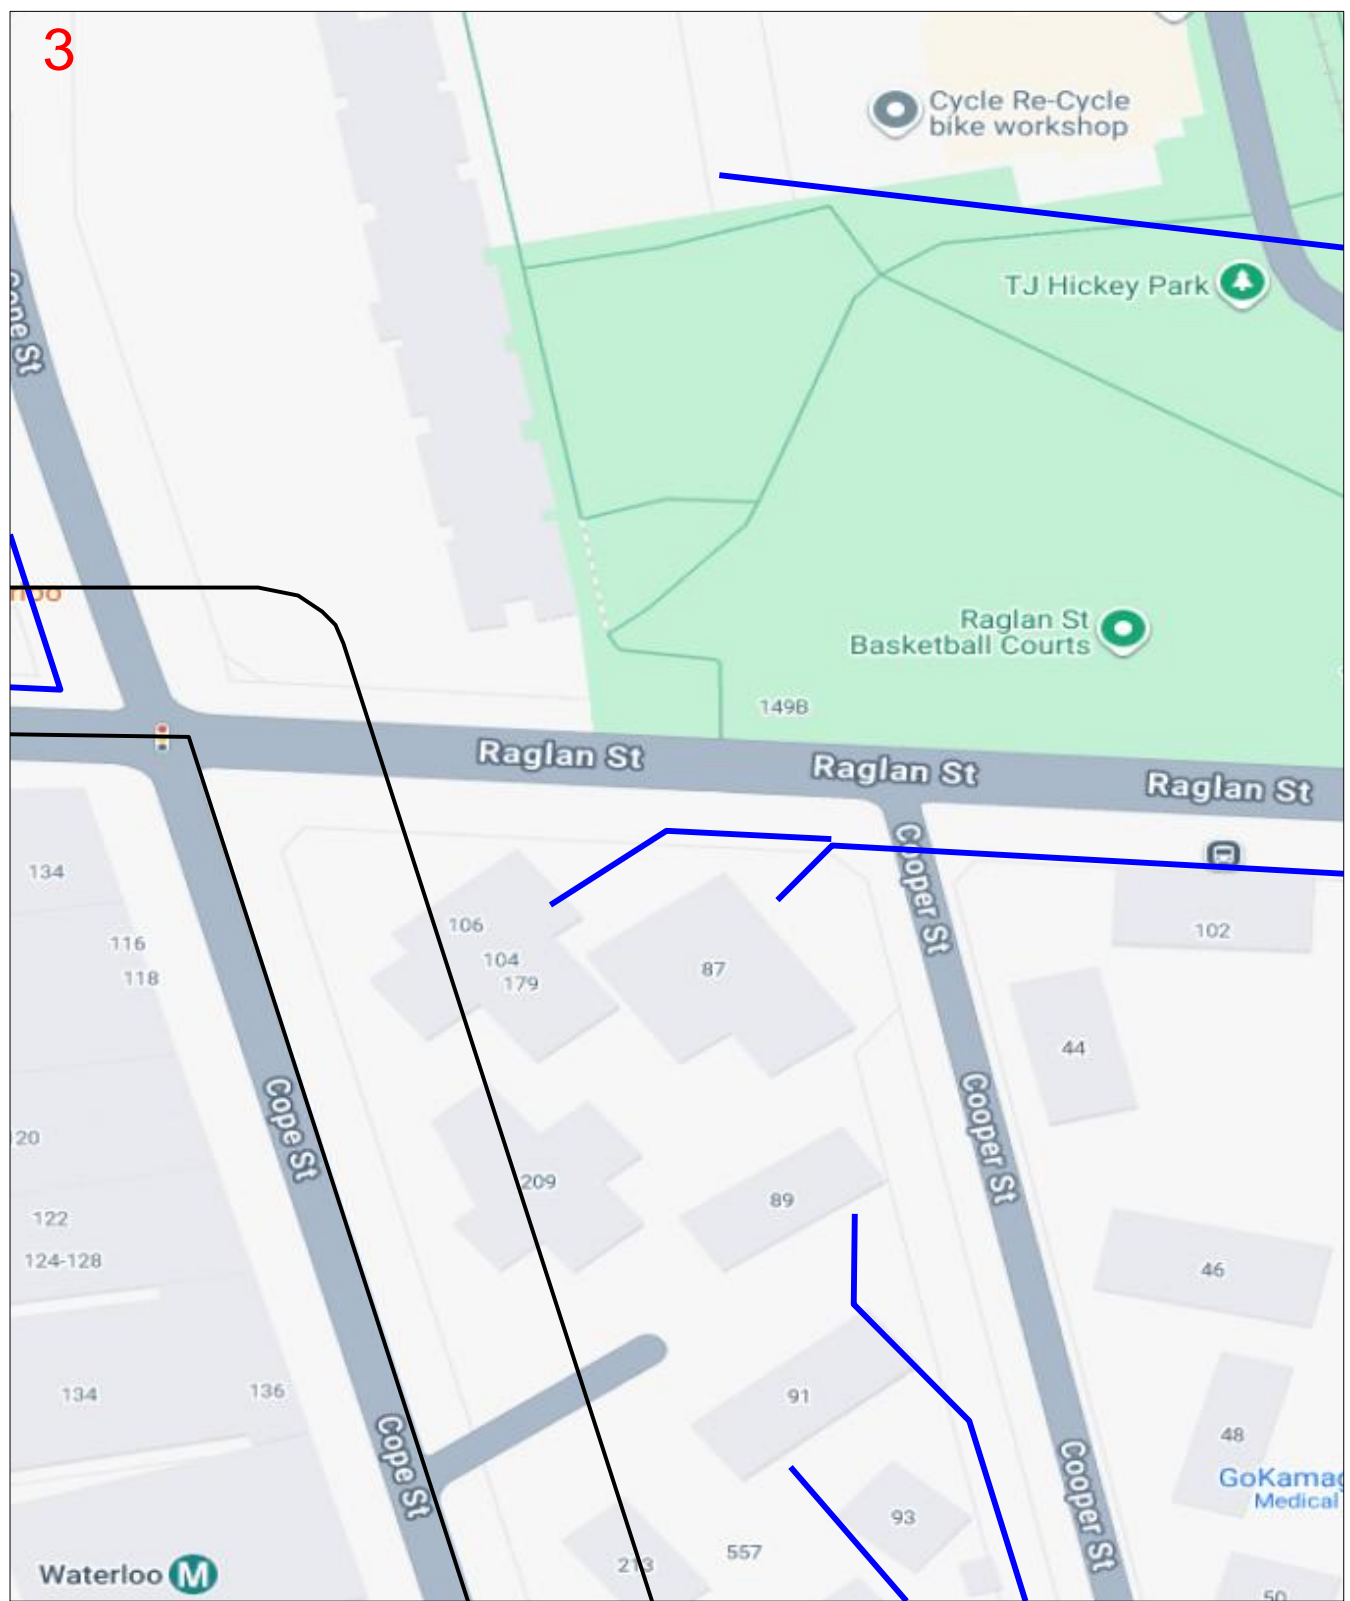 3
Cycle Re-Cycle
bike workshop
TJ Hickey Park
Cope St
Raglan St
Basketball Courts
149B
Raglan St
Raglan St
Raglan St
Cooper St
134
106
116
104
118
179
87
102
44
Cope St
Cooper St
120
209
89
122
124-128
46
134
136
91
48
Cope St
Cooper St
GoKamag
Medical
93
557
213
Waterloo M
50